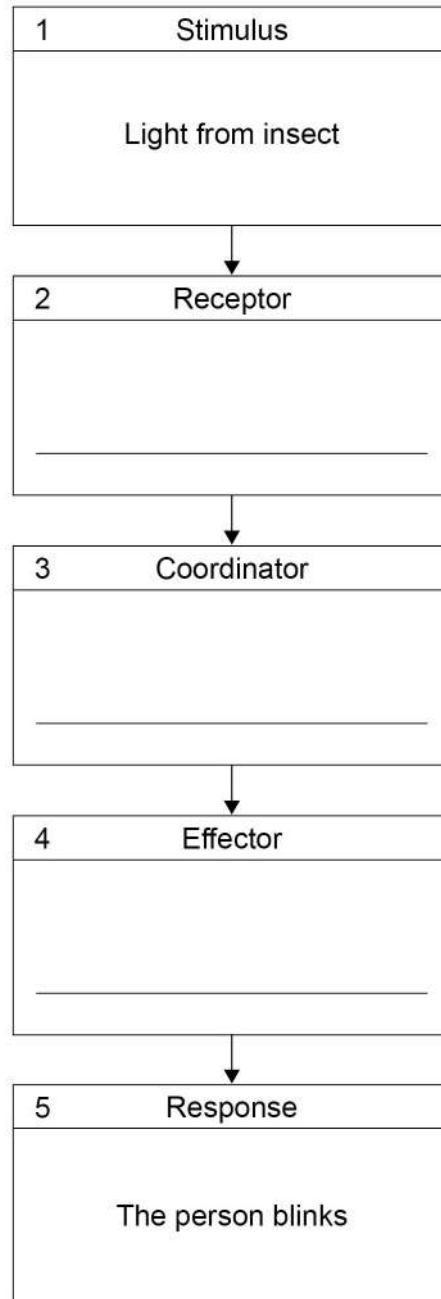 1 Stimulus
Light from insect
2 Receptor
3 Coordinator
4 Effector
5 Response
The person blinks